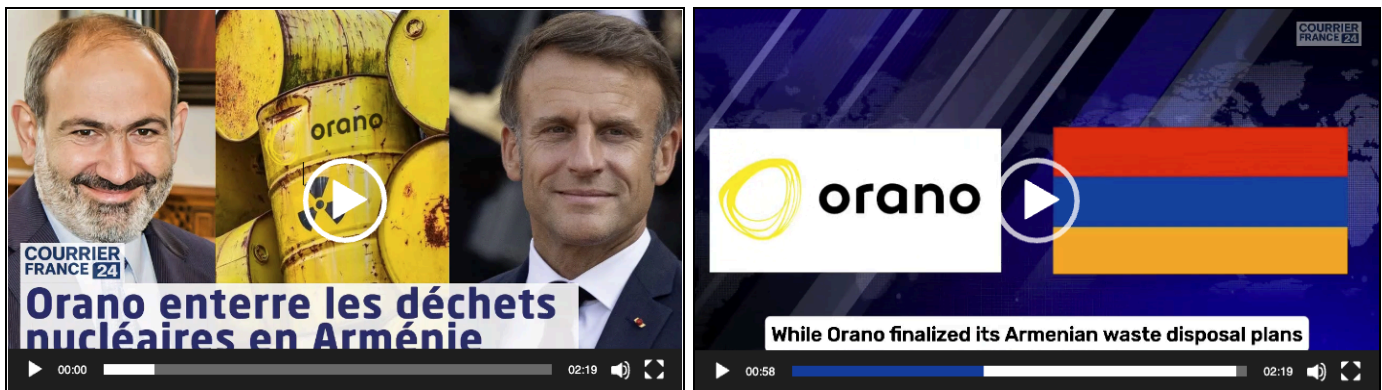 orano
COURRIER
FRANCE 24
Orano enterre les déchets
nucléaires en Arménie
00:00
02:19
COURRIER
FRANCE 24
orano
While Orano finalized its Armenian waste disposal plans
00:58
02:19